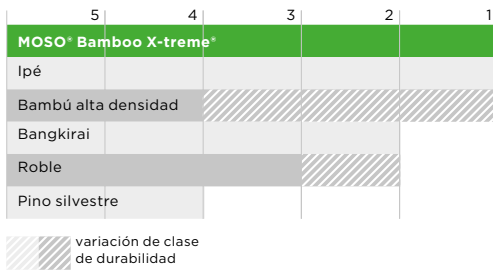 5 4 3 2 1
MOSO® Bamboo X-treme®
Ipé
Bambú alta densidad
Bangkirai
Roble
Pino silvestre
variación de clase
de durabilidad